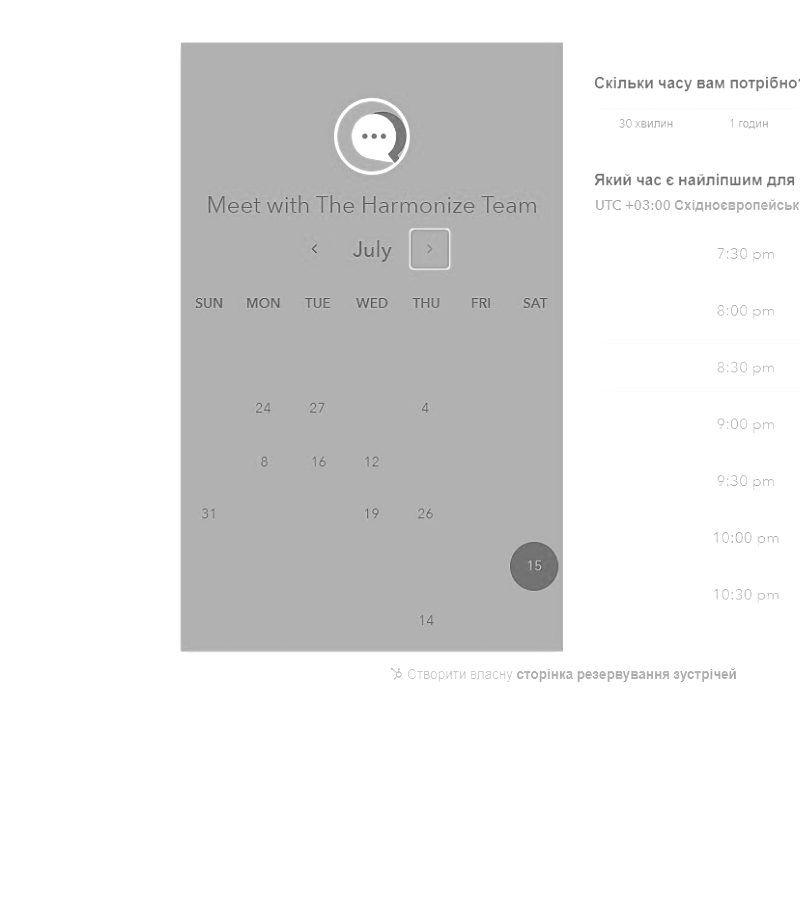 Meet with The Harmonize Team
July
SUN MON TUE WED THU FRI SAT
24 27 4
8 16 12
31 19 26
15
14
Скільки часу вам потрібно?
30 хвилин 1 годин
Який час є найліпшим для
UTC +03:00 Східноєвропейськ
7:30 pm
8:00 pm
8:30 pm
9:00 pm
9:30 pm
10:00 pm
10:30 pm
Створити власну сторінка резервування зустрічей